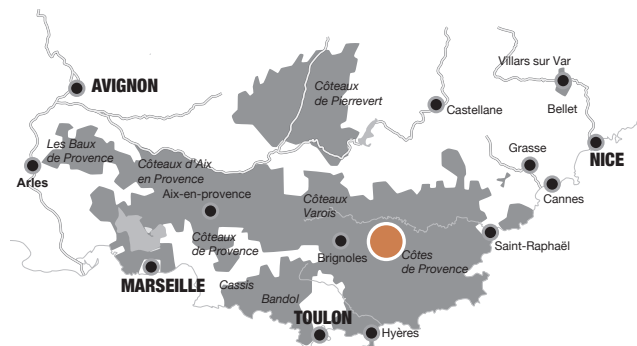 Villars sur Var
AVIGNON
Côteaux
de Pierrevert
Castellane
Bellet
Les Baux
de Provence
Grasse
NICE
Arles
Côteaux d'Aix
en Provence
Aix-en-provence
Cannes
Côteaux
Varois
Côteaux
de Provence
Brignoles
Côtes
de Provence
Saint-Raphaël
MARSEILLE
Cassis
Bandol
TOULON
Hyères